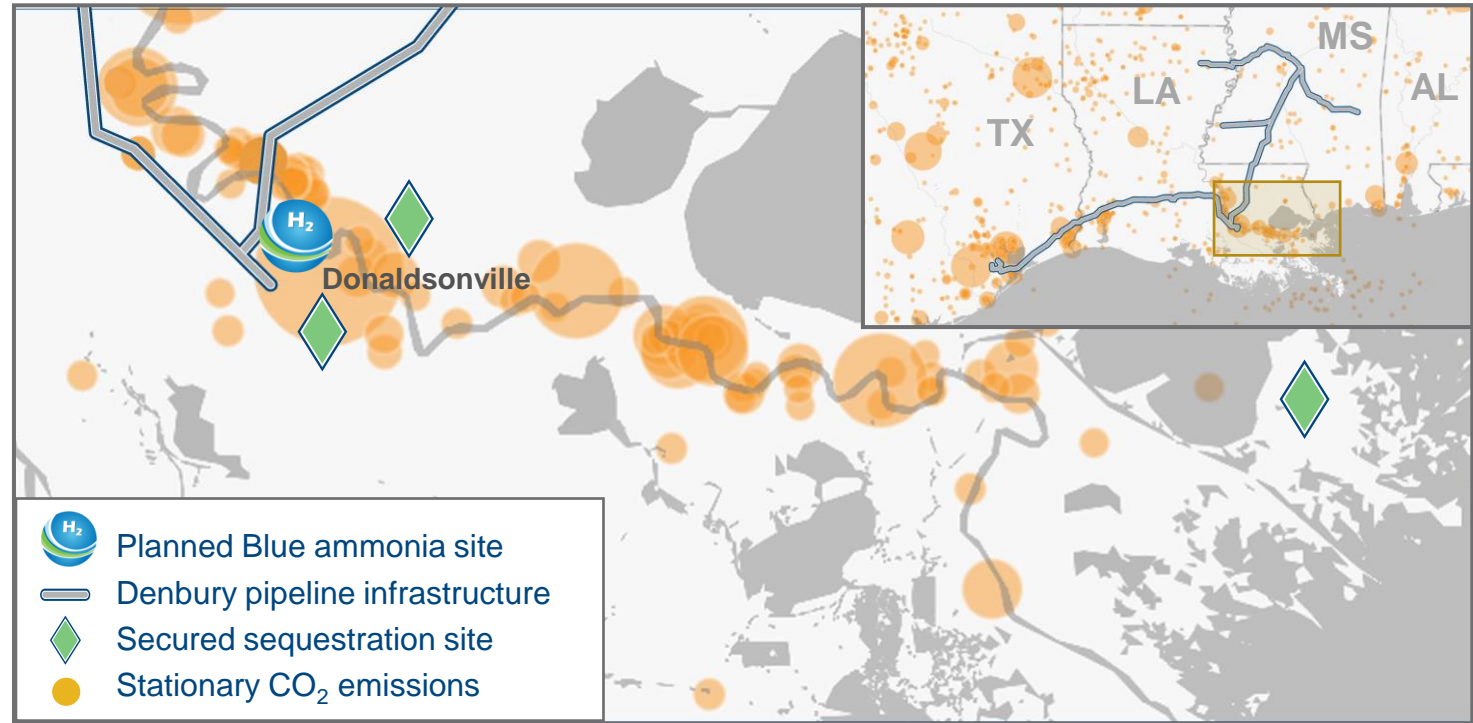 MS
LA
AL
TX
H₂
Donaldsonville
H₂
Planned Blue ammonia site
Denbury pipeline infrastructure
Secured sequestration site
Stationary CO₂ emissions